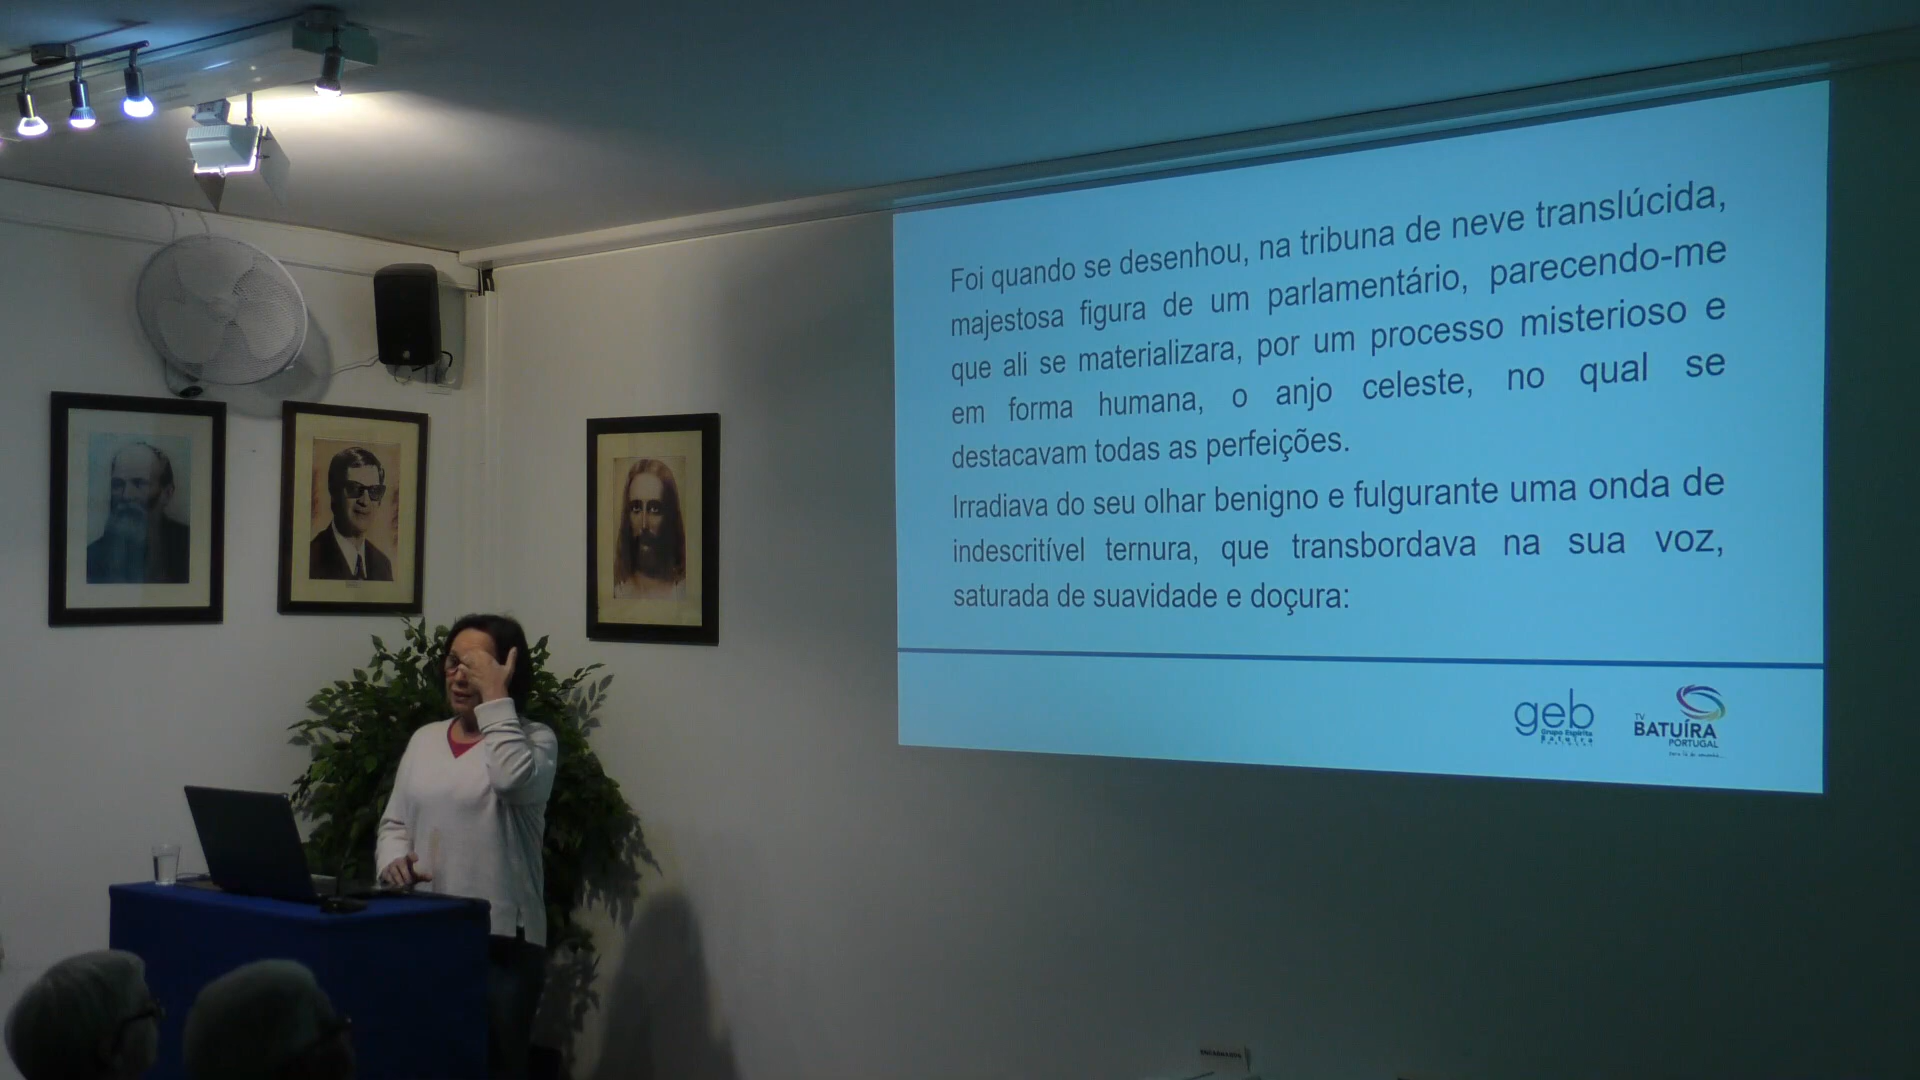 Foi quando se desenhou, na tribuna de neve translúcida,
majestosa figura de um parlamentário, parecendo-me
que ali se materializara, por um processo misterioso e
em forma humana, o anjo celeste, no qual se
destacavam todas as perfeições.
Irradiava do seu olhar benigno e fulgurante uma onda de
indescritível ternura, que transbordava na sua voz,
saturada de suavidade e doçura:
geb
Grupo Espírita
Batuíra
TV
BATUÍRA
PORTUGAL